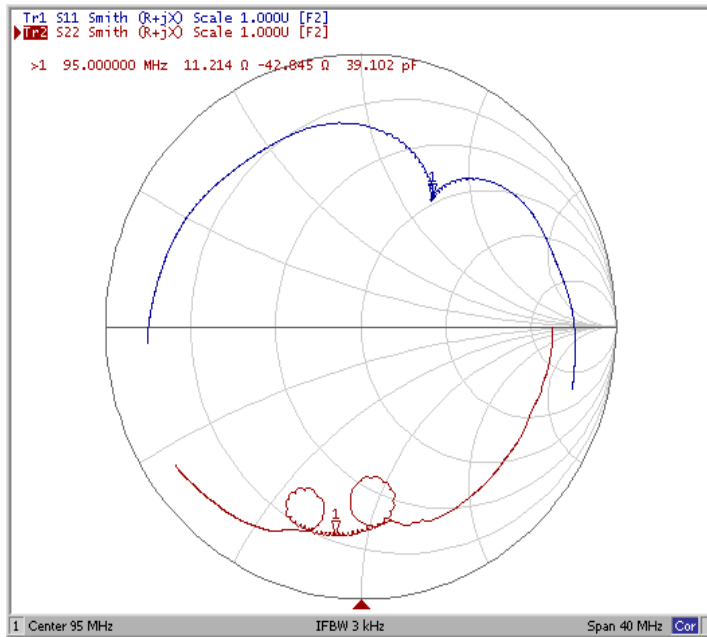 Tr1 S11 Smith (R+jX) Scale 1.000U [F2]
Tr2 S22 Smith (R+jX) Scale 1.000U [F2]
>1 95.000000 MHz 11.214 Ω -42.845 Ω 39.102 pF
1
1
1 Center 95 MHz IFBW 3 kHz Span 40 MHz Cor